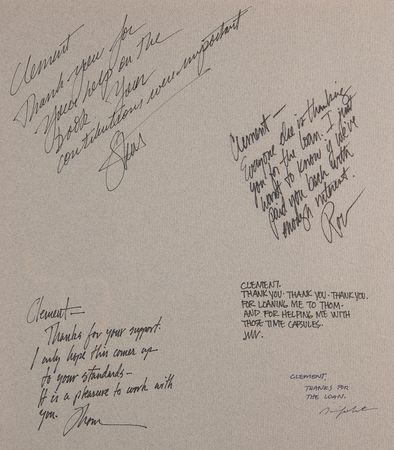 Clement
Thank you for
your help on the
book. Your
contributions were important
Clement—
Everyone else is thanking
you for the loan. I just
want to know if we've
paid you back with
enough interest.
Ron
Clement—
Thanks for your support.
I only hope this comes up
to your standards—
It is a pleasure to work with
you.
Thom
CLEMENT.
THANK YOU. THANK YOU. THANK YOU.
FOR LOANING ME TO THOM.
AND FOR HELPING ME WITH
THOSE TIME CAPSULES.
CLEMENT,
THANKS FOR
THE LOAN.